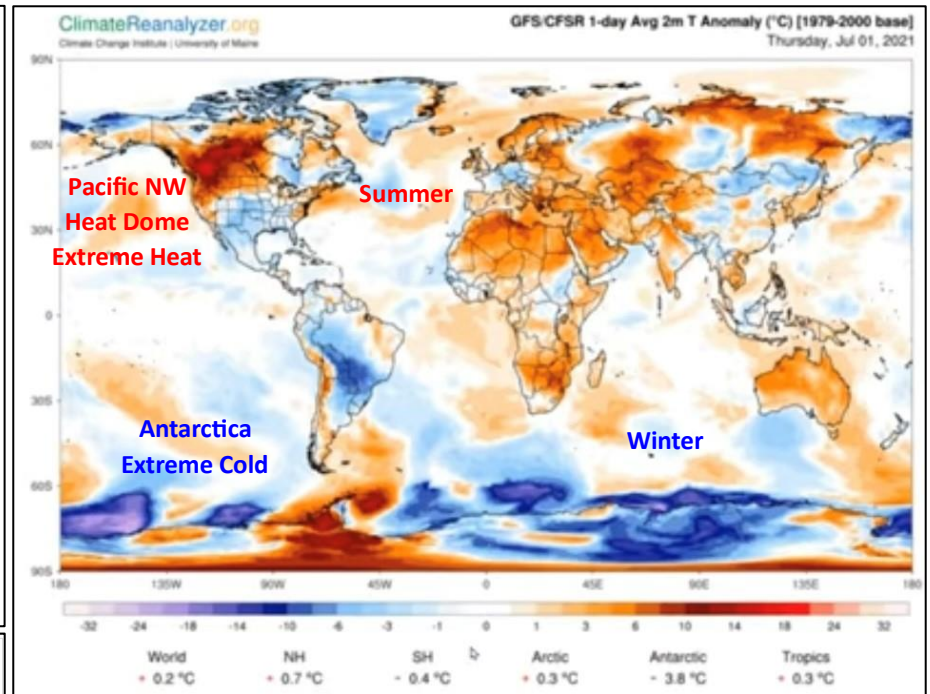 ClimateReanalyzer.org
Climate Change Institute | University of Maine
GFS/CFSR 1-day Avg 2m T Anomaly (°C) [1979-2000 base]
Thursday, Jul 01, 2021
90N
60N
30N
0
30S
60S
90S
Pacific NW
Heat Dome
Extreme Heat
Summer
Antarctica
Extreme Cold
Winter
180 135W 90W 45W 0 45E 90E 135E 180
-32 -24 -18 -14 -10 -6 -3 -1 0 1 3 6 10 14 18 24 32
World NH SH Arctic Antarctic Tropics
+ 0.2 °C + 0.7 °C - 0.4 °C + 0.3 °C - 3.8 °C + 0.3 °C